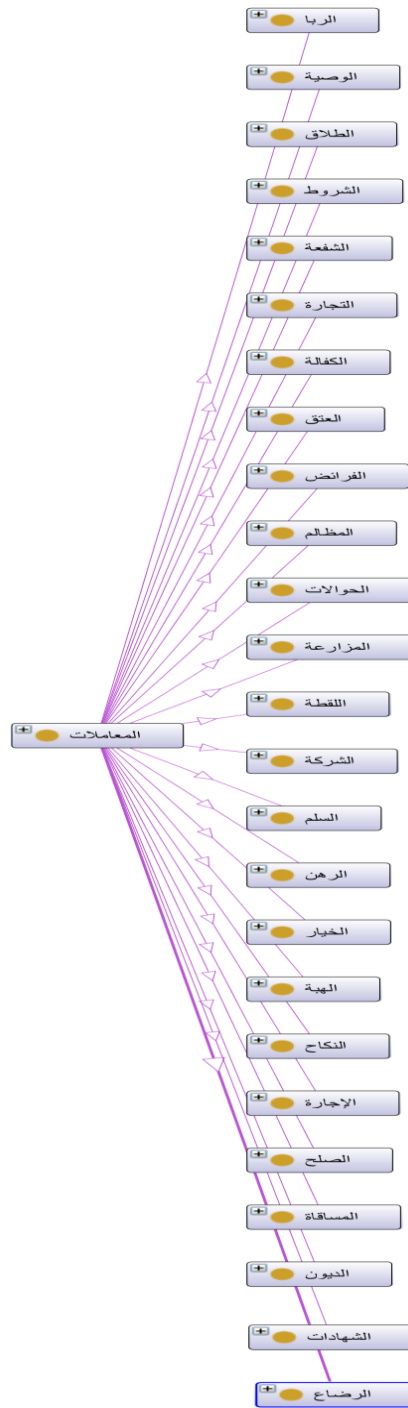 الربا
الوصية
الطلاق
الشروط
الشفعة
التجارة
الكفالة
العتق
الفرائض
المظالم
الحوالات
المزارعة
اللقطة
المعاملات
الشركة
السلم
الرهن
الخيار
الهبة
النكاح
الإجارة
الصلح
المساقاة
الديون
الشهادات
الرضاع